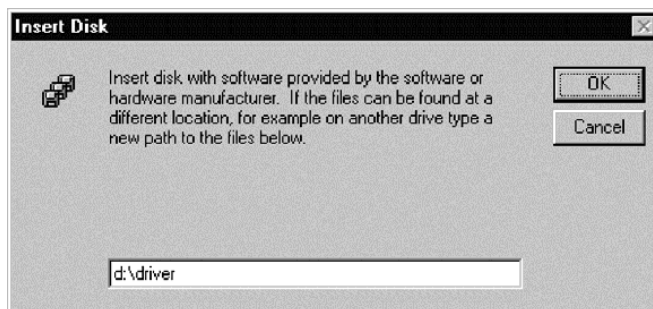 Insert Disk
Insert disk with software provided by the software or
hardware manufacturer. If the files can be found at a
different location, for example on another drive type a
new path to the files below.
OK
Cancel
d:\driver